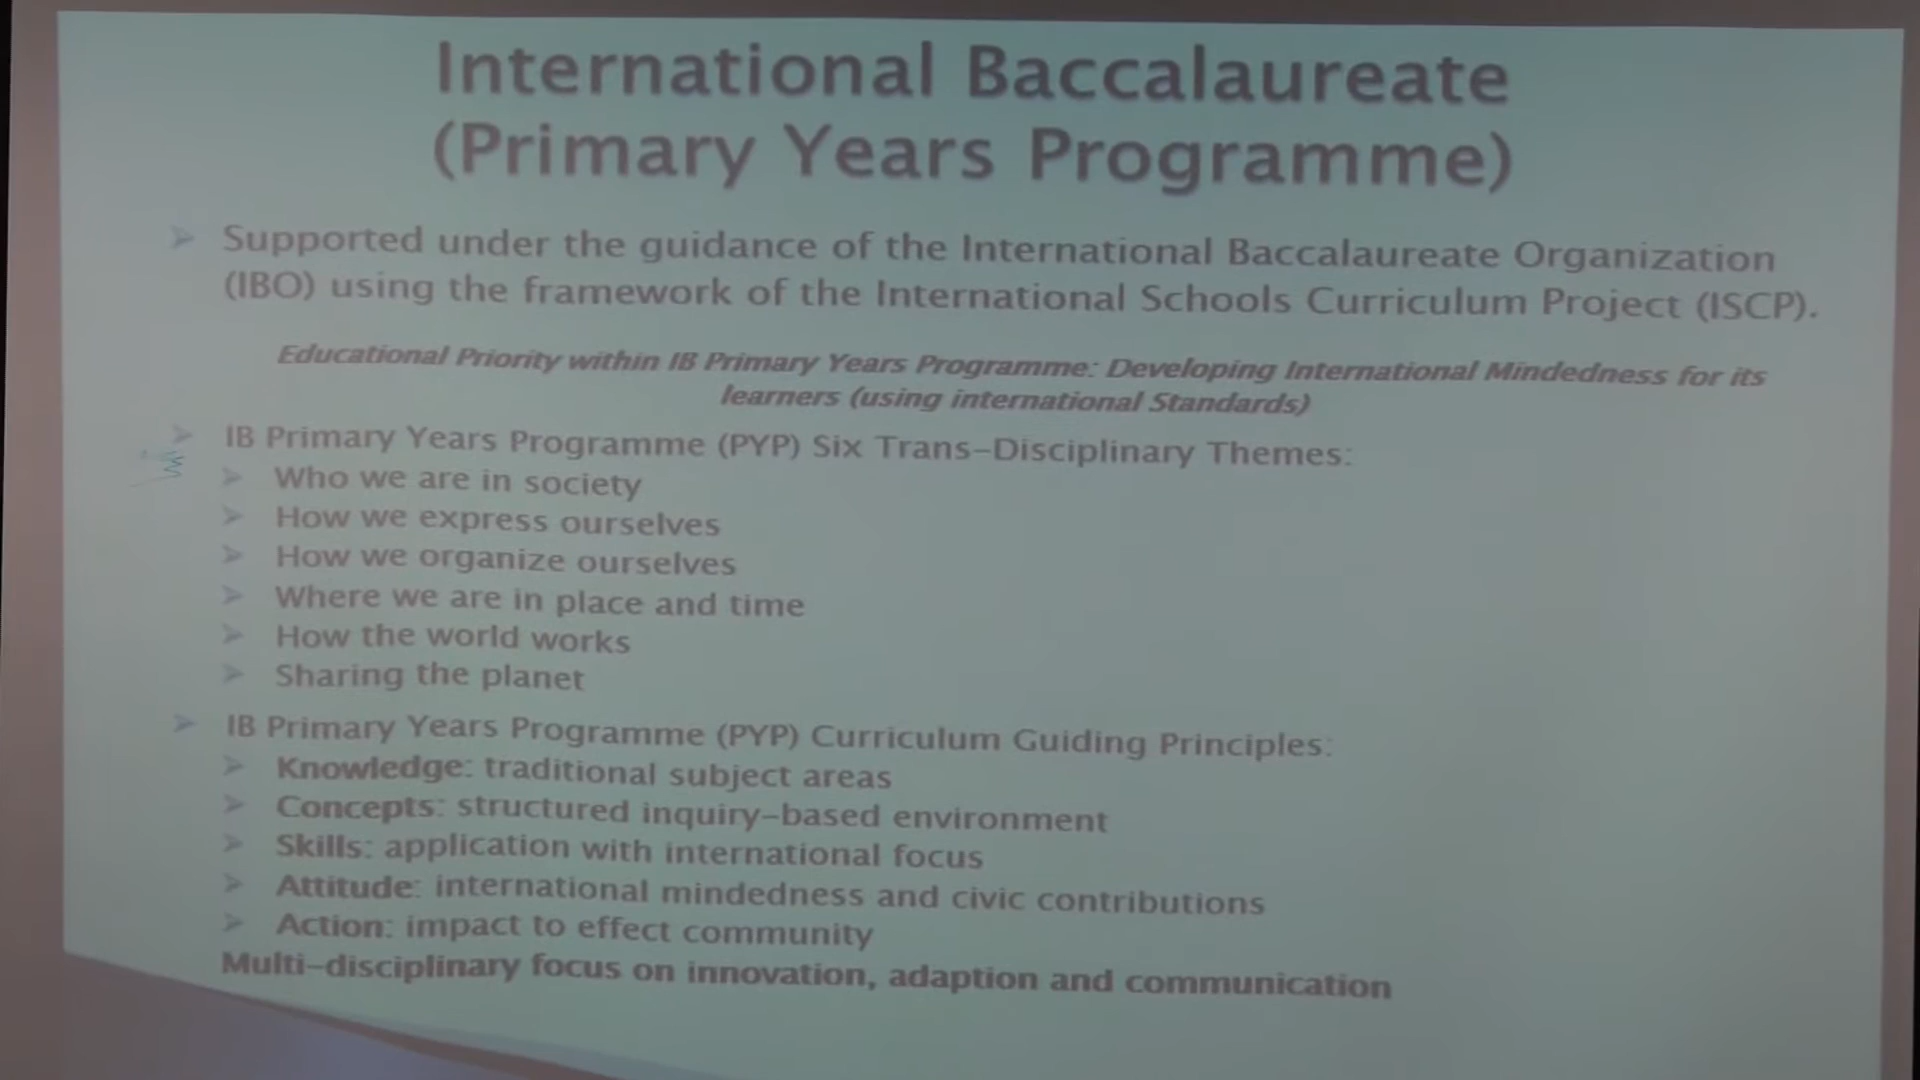 International Baccalaureate
(Primary Years Programme)
Supported under the guidance of the International Baccalaureate Organization
(IBO) using the framework of the International Schools Curriculum Project (ISCP).
Educational Priority within IB Primary Years Programme: Developing International Mindedness for its
learners (using international Standards)
IB Primary Years Programme (PYP) Six Trans-Disciplinary Themes:
Who we are in society
How we express ourselves
How we organize ourselves
Where we are in place and time
How the world works
Sharing the planet
IB Primary Years Programme (PYP) Curriculum Guiding Principles:
Knowledge: traditional subject areas
Concepts: structured inquiry-based environment
Skills: application with international focus
Attitude: international mindedness and civic contributions
Action: impact to effect community
Multi-disciplinary focus on innovation, adaption and communication